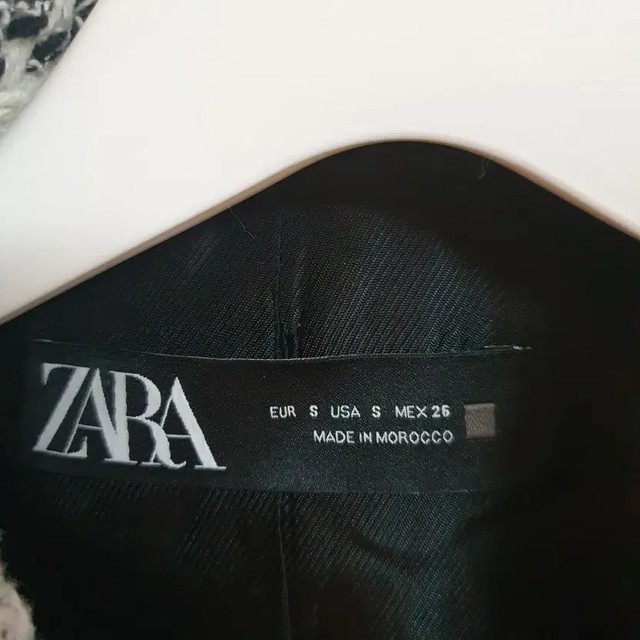 ZARA
EUR S USA S MEX 26
MADE IN MOROCCO